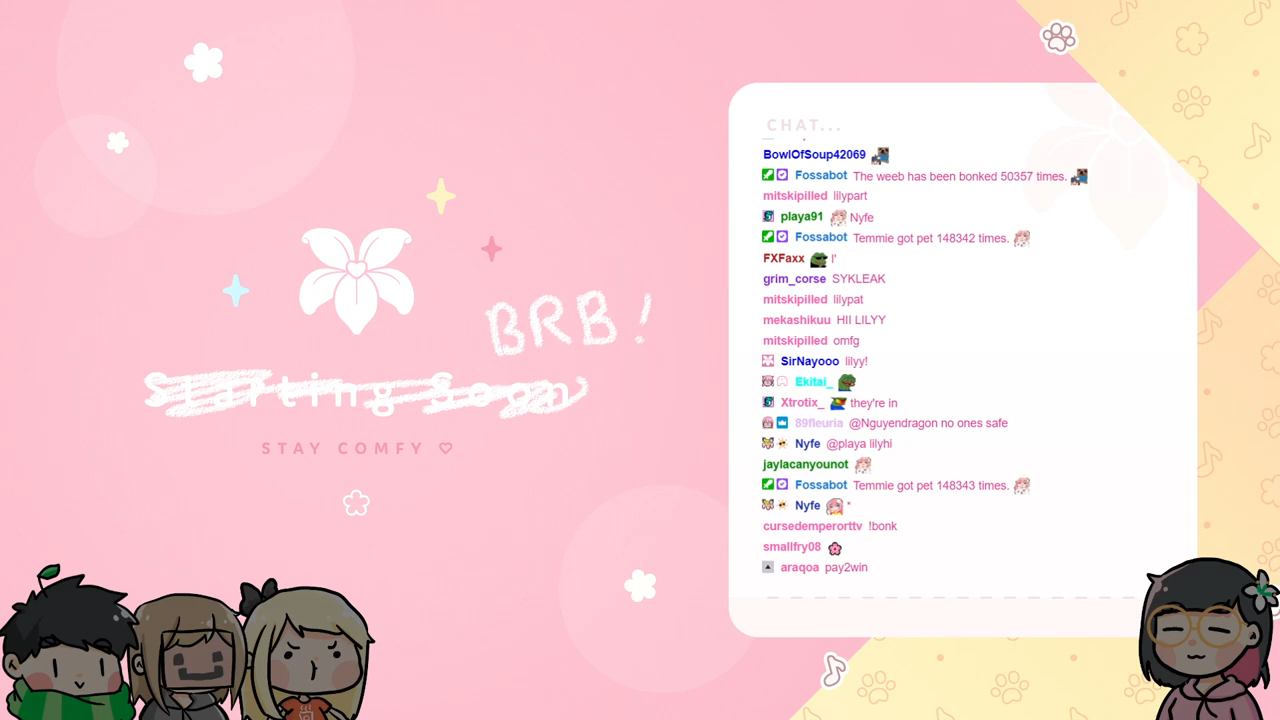 BRB!
Starting Soon
STAY COMFY
CHAT...
BowlOfSoup42069
Fossabot The weeb has been bonked 50357 times.
mitskipilled lilypart
playa91 Nyfe
Fossabot Temmie got pet 148342 times.
FXFaxx !'
grim_corse SYKLEAK
mitskipilled lilypat
mekashikuu HII LILYY
mitskipilled omfg
SirNayooo lilyy!
Ekitai_
Xtrotix_ they're in
89fleuria @Nguyendragon no ones safe
Nyfe @playa lilyhi
jaylacanyounot
Fossabot Temmie got pet 148343 times.
Nyfe *
cursedemperorttv !bonk
smallfry08
araqoa pay2win